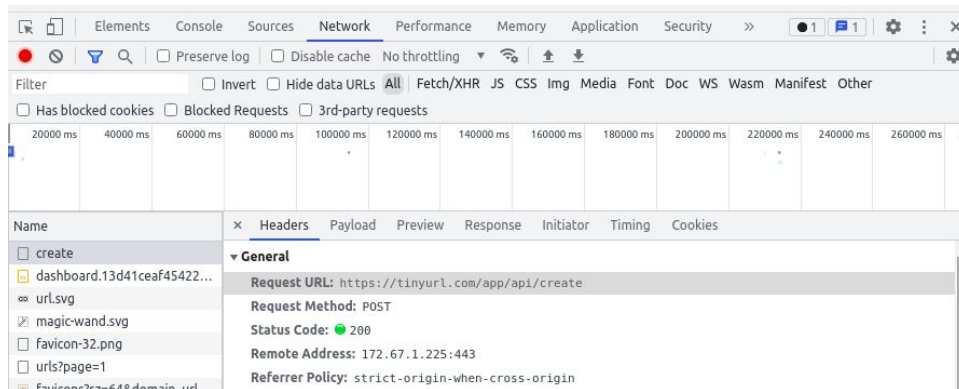 Elements Console Sources Network Performance Memory Application Security » 1 1
Preserve log Disable cache No throttling
Filter Invert Hide data URLs All Fetch/XHR JS CSS Img Media Font Doc WS Wasm Manifest Other
Has blocked cookies Blocked Requests 3rd-party requests
20000 ms 40000 ms 60000 ms 80000 ms 100000 ms 120000 ms 140000 ms 160000 ms 180000 ms 200000 ms 220000 ms 240000 ms 260000 ms
Name × Headers Payload Preview Response Initiator Timing Cookies
create
General
dashboard.13d41ceaf45422...
Request URL: https://tinyurl.com/app/api/create
url.svg
Request Method: POST
magic-wand.svg
Status Code: 200
favicon-32.png
Remote Address: 172.67.1.225:443
urls?page=1
Referrer Policy: strict-origin-when-cross-origin